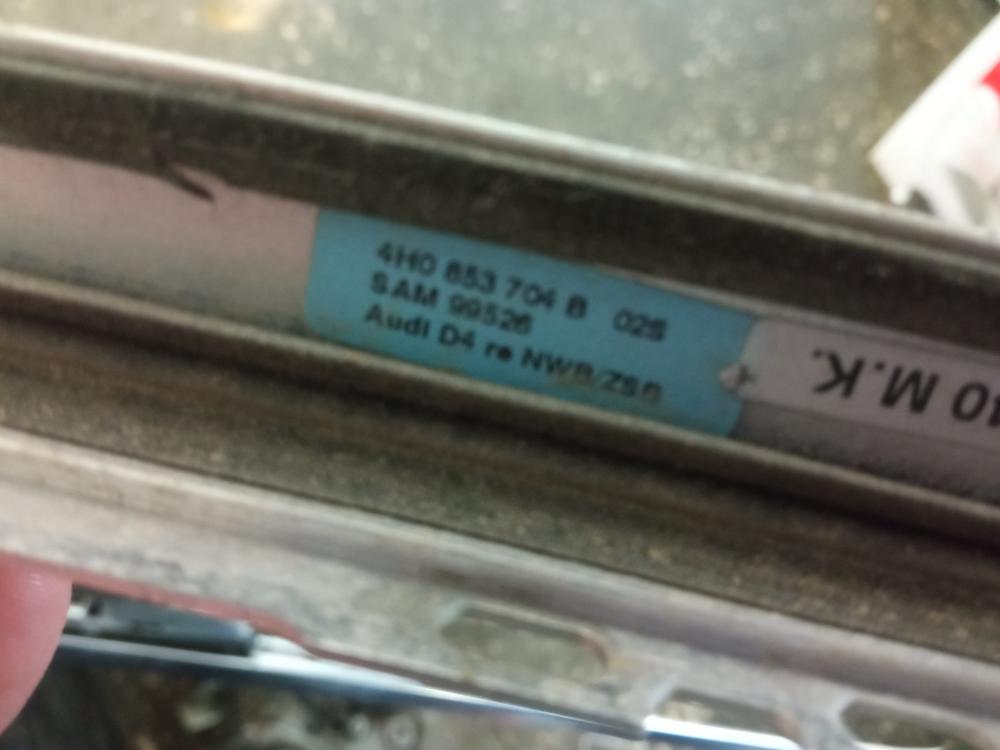 4H0 853 704 B 02S
SAM 99526
Audi D4 re NWB/ZSB
M.K.